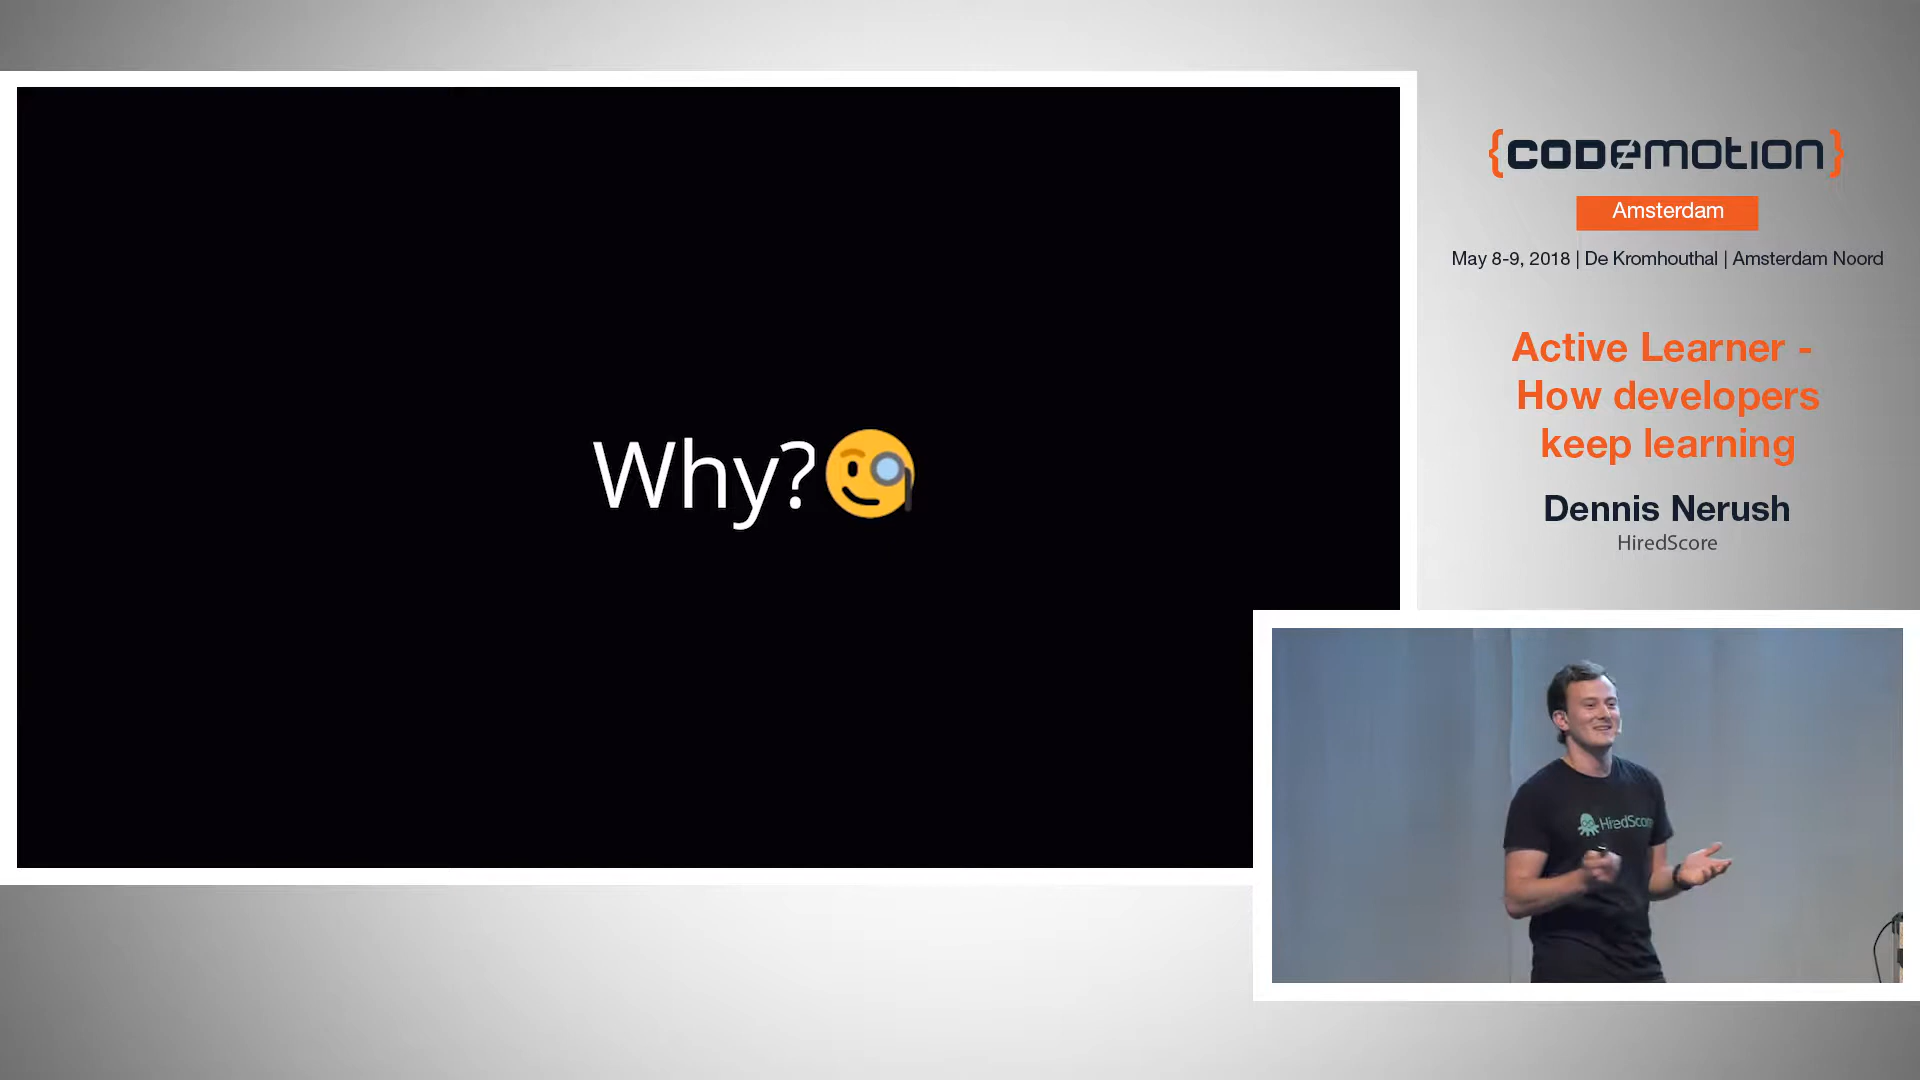 Why?
{CODEMOTION}
Amsterdam
May 8-9, 2018 | De Kromhouthal | Amsterdam Noord
Active Learner -
How developers
keep learning
Dennis Nerush
HiredScore
HiredScore